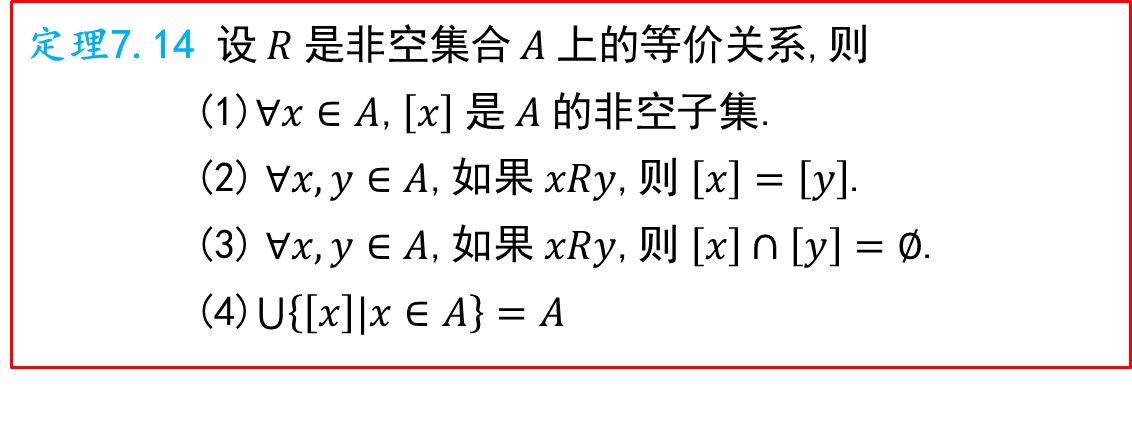 定理7.14 设 R 是非空集合 A 上的等价关系, 则
(1)∀x ∈ A, [x] 是 A 的非空子集.
(2) ∀x, y ∈ A, 如果 xRy, 则 [x] = [y].
(3) ∀x, y ∈ A, 如果 xRy, 则 [x] ∩ [y] = ∅.
(4)∪{[x]|x ∈ A} = A